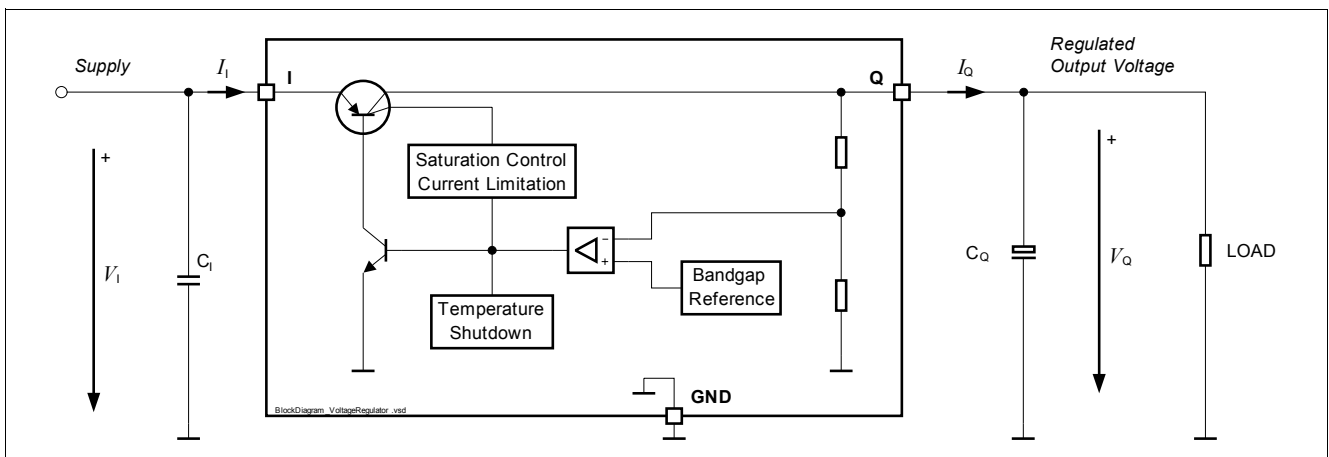 Supply
I_I
I
Q
I_Q
Regulated
Output Voltage
+
+
Saturation Control
Current Limitation
V_I
C_I
−
+
Bandgap
Reference
Temperature
Shutdown
C_Q
V_Q
LOAD
GND
BlockDiagram_VoltageRegulator .vsd